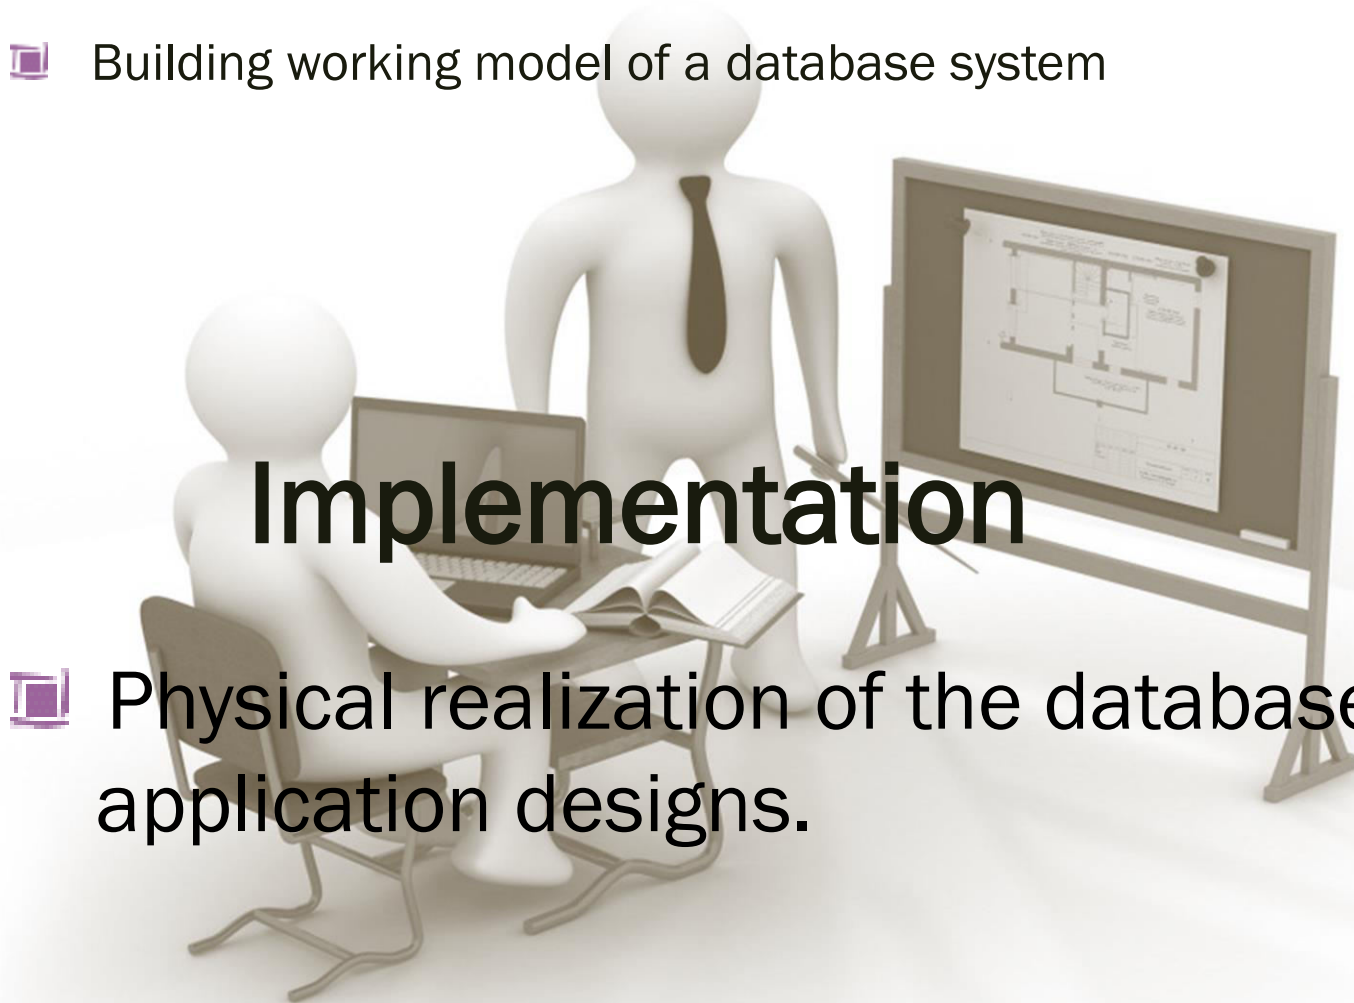 Building working model of a database system
Implementation
Physical realization of the database
application designs.